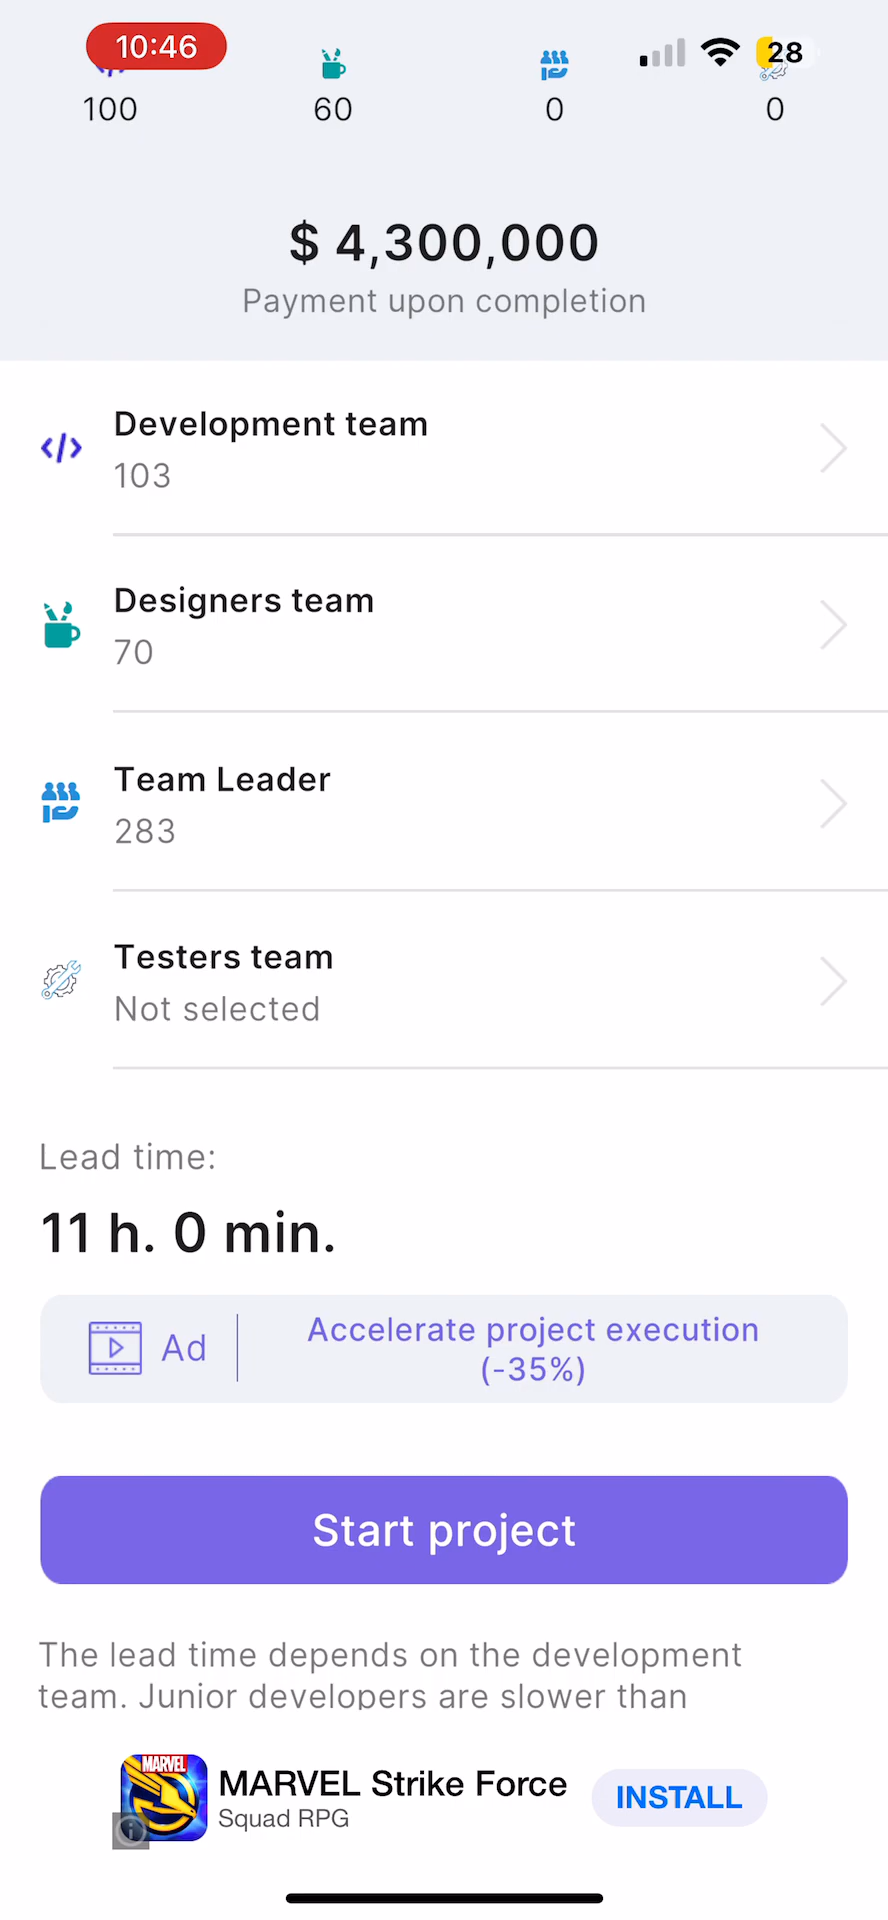 10:46
28
100
60
0
0
$ 4,300,000
Payment upon completion
Development team
103
Designers team
70
Team Leader
283
Testers team
Not selected
Lead time:
11 h. 0 min.
Ad
Accelerate project execution
(-35%)
Start project
The lead time depends on the development
team. Junior developers are slower than
MARVEL
MARVEL Strike Force
Squad RPG
INSTALL